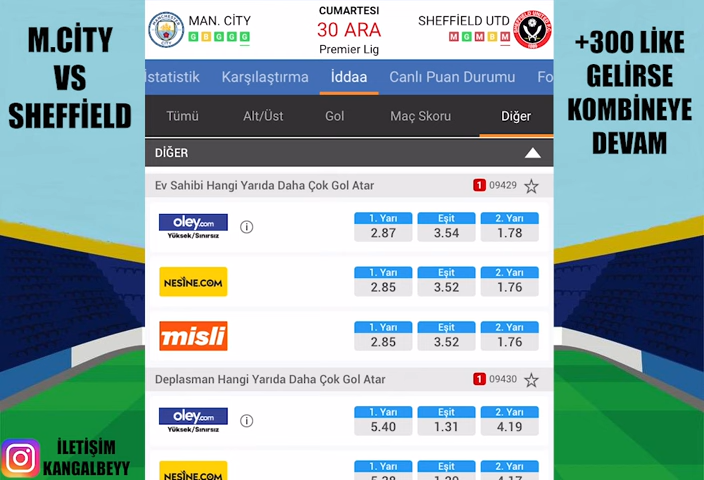 M.CİTY
VS
SHEFFİELD
MAN. CITY
G B G G G
CUMARTESİ
30 ARA
Premier Lig
SHEFFİELD UTD
M G M B M
+300 LİKE
GELİRSE
KOMBİNEYE
DEVAM
istatistik Karşılaştırma İddaa Canlı Puan Durumu Fo
Tümü Alt/Üst Gol Maç Skoru Diğer
DİĞER
Ev Sahibi Hangi Yarıda Daha Çok Gol Atar 1 09429
oley.com
Yüksek/Sınırsız
1. Yarı Eşit 2. Yarı
2.87 3.54 1.78
NESİNE.COM
1. Yarı Eşit 2. Yarı
2.85 3.52 1.76
misli
1. Yarı Eşit 2. Yarı
2.85 3.52 1.76
Deplasman Hangi Yarıda Daha Çok Gol Atar 1 09430
oley.com
Yüksek/Sınırsız
1. Yarı Eşit 2. Yarı
5.40 1.31 4.19
NESİNE.COM
1. Yarı Eşit 2. Yarı
İLETİŞİM
KANGALBEYY